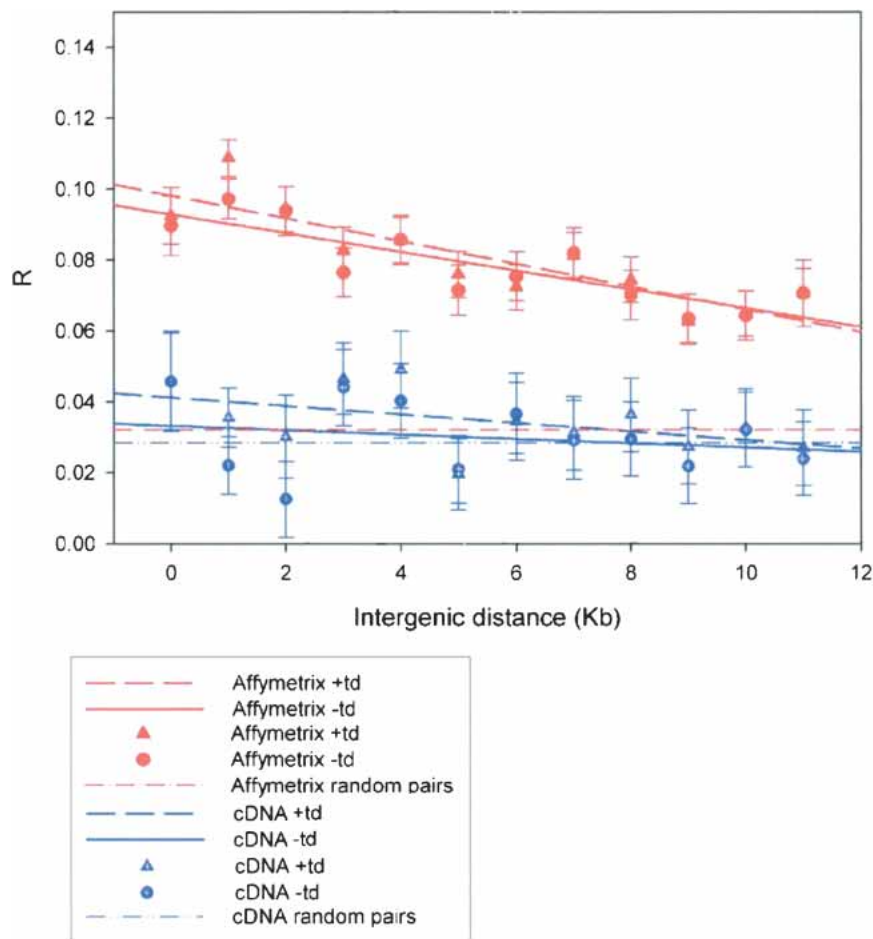 0.14
0.12
0.10
0.08
0.06
0.04
0.02
0.00
R
0 2 4 6 8 10 12
Intergenic distance (Kb)
Affymetrix +td
Affymetrix -td
Affymetrix +td
Affymetrix -td
Affymetrix random pairs
cDNA +td
cDNA -td
cDNA +td
cDNA -td
cDNA random pairs